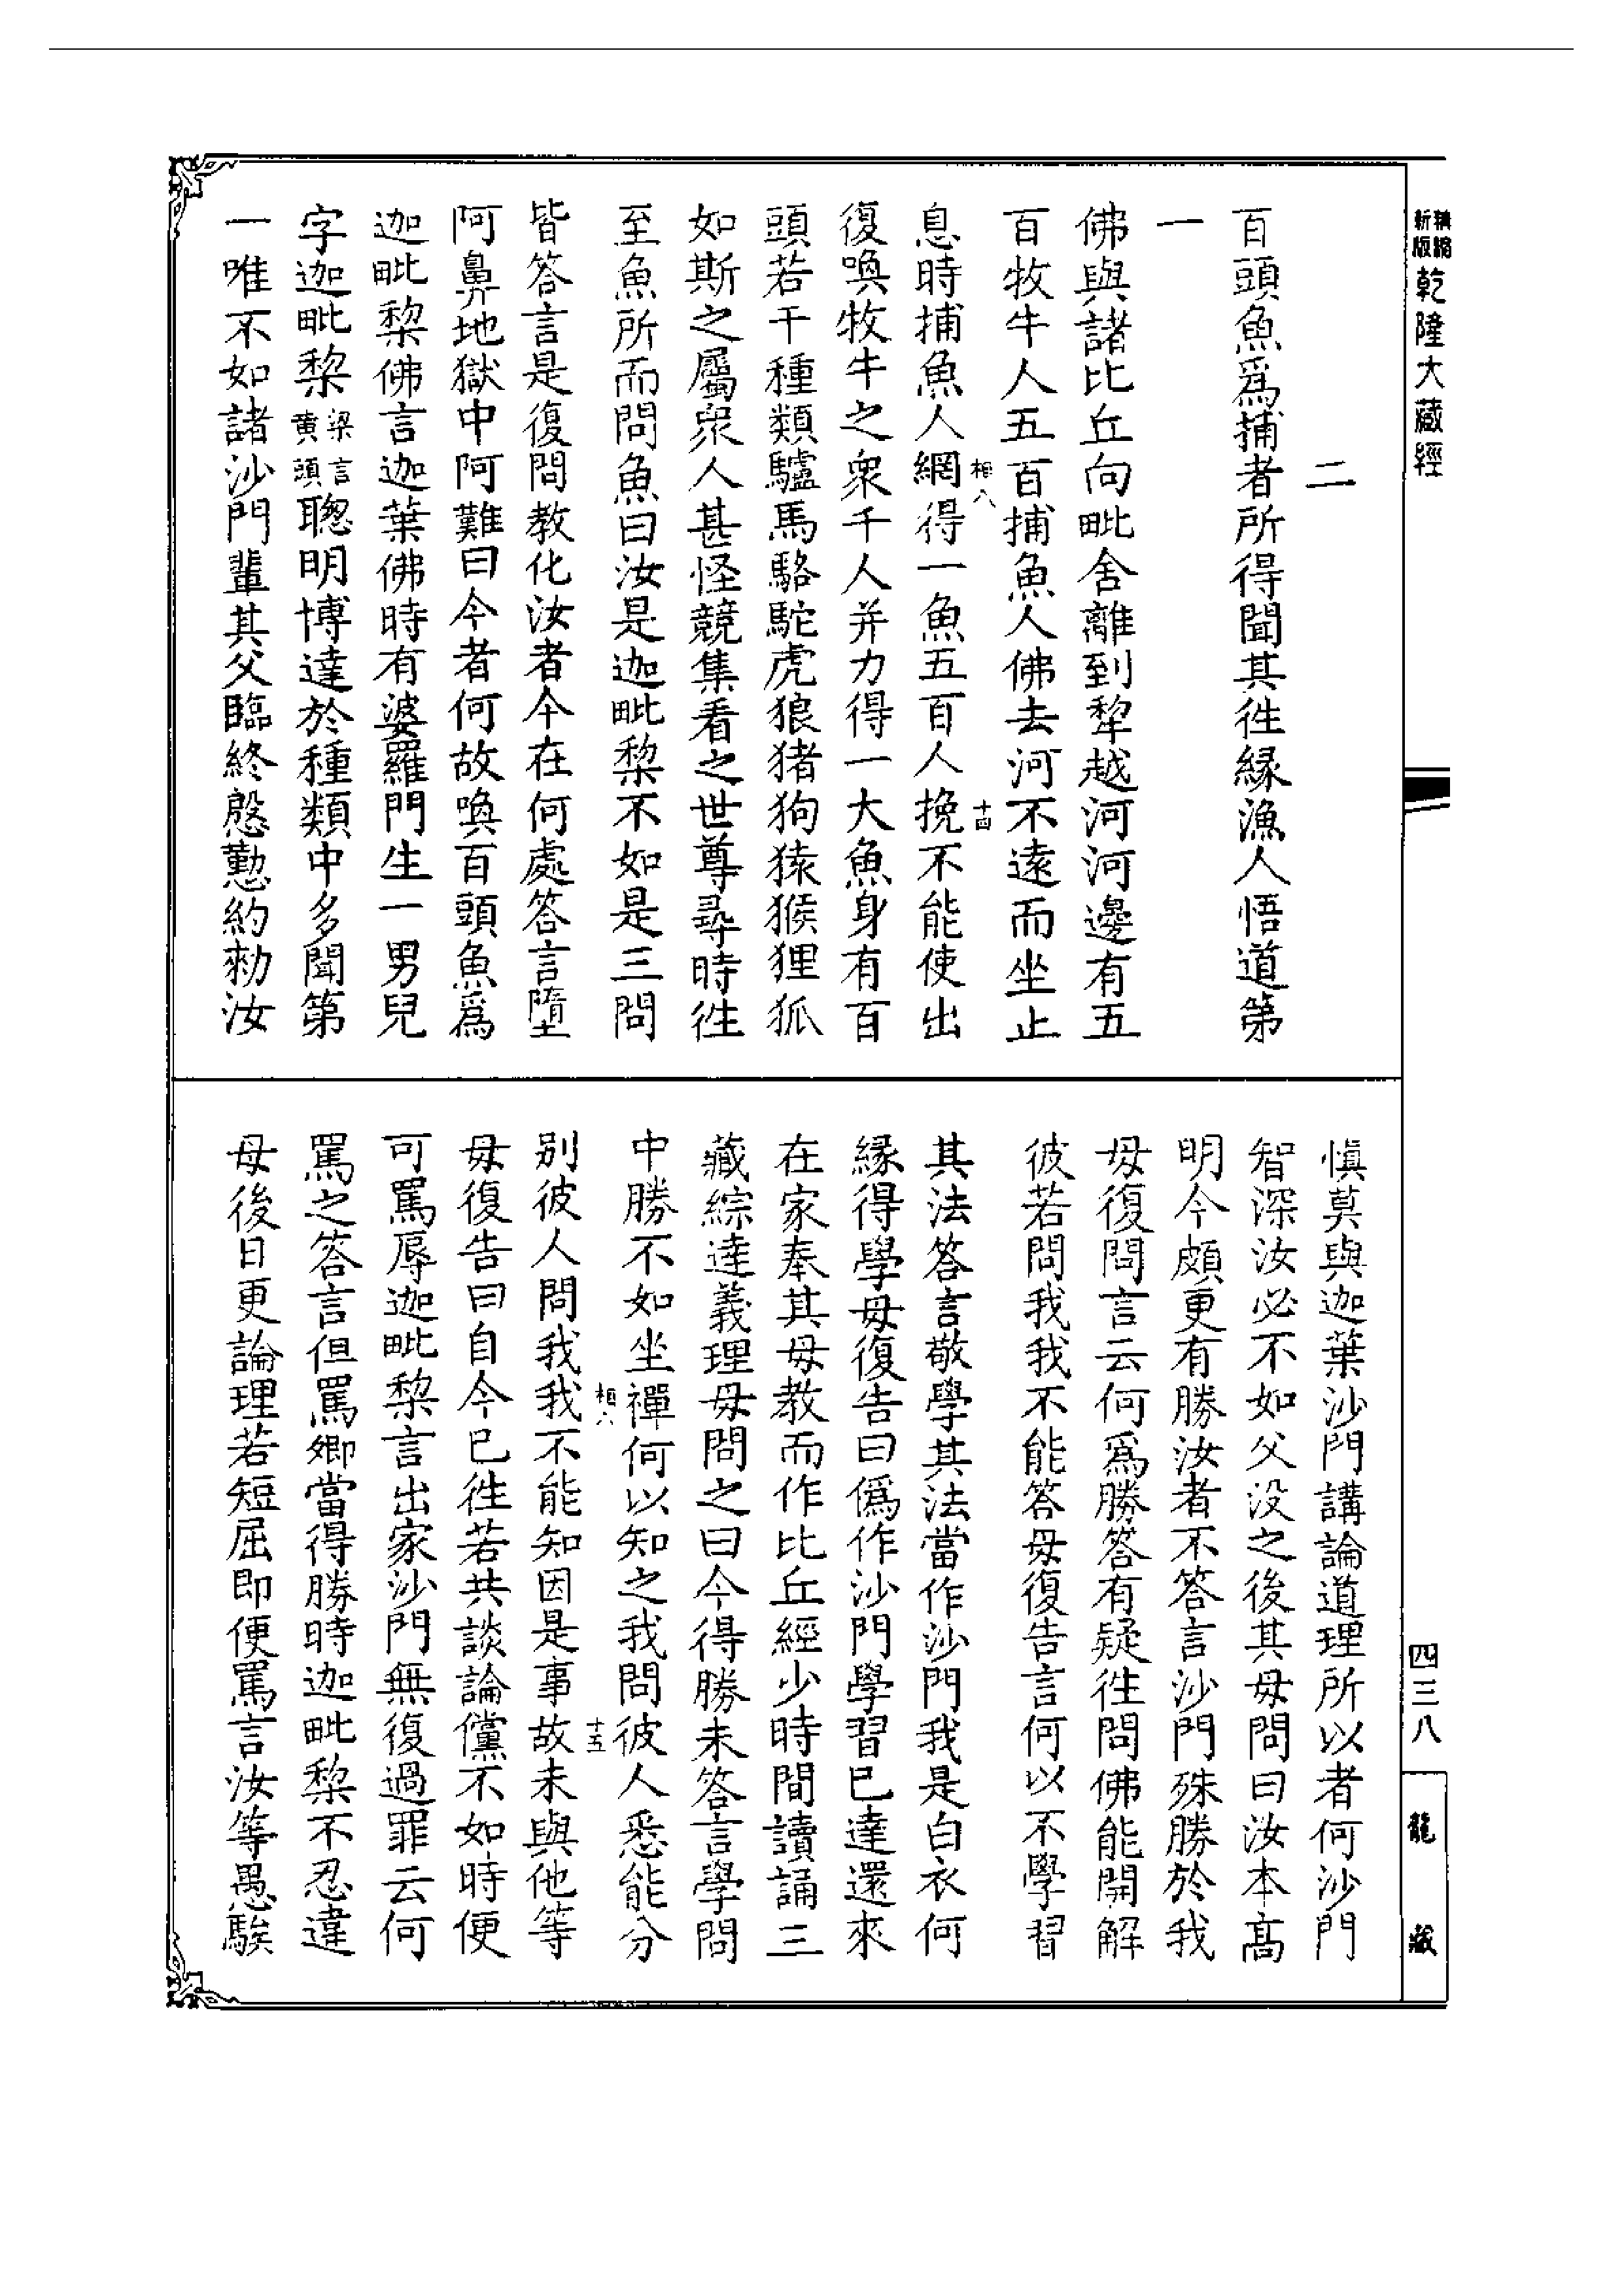 精縮新版乾隆大藏經
二
百頭魚爲捕者所得聞其徃縁漁人悟道第
一
佛與諸比丘向毗舍離到犂越河河邊有五
百牧牛人五百捕魚人佛去河不遠而坐止
息時捕魚人網得一魚五百人挽不能使出
復喚牧牛之衆千人并力得一大魚身有百
頭若干種類驢馬駱駝虎狼猪狗猿猴狸狐
如斯之屬衆人甚怪競集看之世尊尋時徃
至魚所而問魚曰汝是迦毗棃不如是三問
皆答言是復問教化汝者今在何處答言墮
阿鼻地獄中阿難曰今者何故喚百頭魚爲
迦毗棃佛言迦葉佛時有婆羅門生一男兒
字迦毗棃梁言黄頭聰明博達於種類中多聞第
一唯不如諸沙門輩其父臨終慇懃約勑汝
慎莫與迦葉沙門講論道理所以者何沙門
智深汝必不如父没之後其母問曰汝本高
明今頗更有勝汝者不答言沙門殊勝於我
母復問言云何爲勝答有疑徃問佛能開解
彼若問我我不能答母復告言何以不學習
其法答言敬學其法當作沙門我是白衣何
縁得學母復告曰僞作沙門學習巳達還來
在家奉其母教而作比丘經少時間讀誦三
藏綜達義理母問之曰今得勝未答言學問
中勝不如坐禪何以知之我問彼人悉能分
別彼人問我我不能知因是事故未與他等
母復告曰自今巳徃若共談論儻不如時便
可罵辱迦毗棃言出家沙門無復過罪云何
罵之答言但罵卿當得勝時迦毗棃不忍違
母後日更論理若短屈即便罵言汝等愚騃
十四
十五
四三八
龍藏